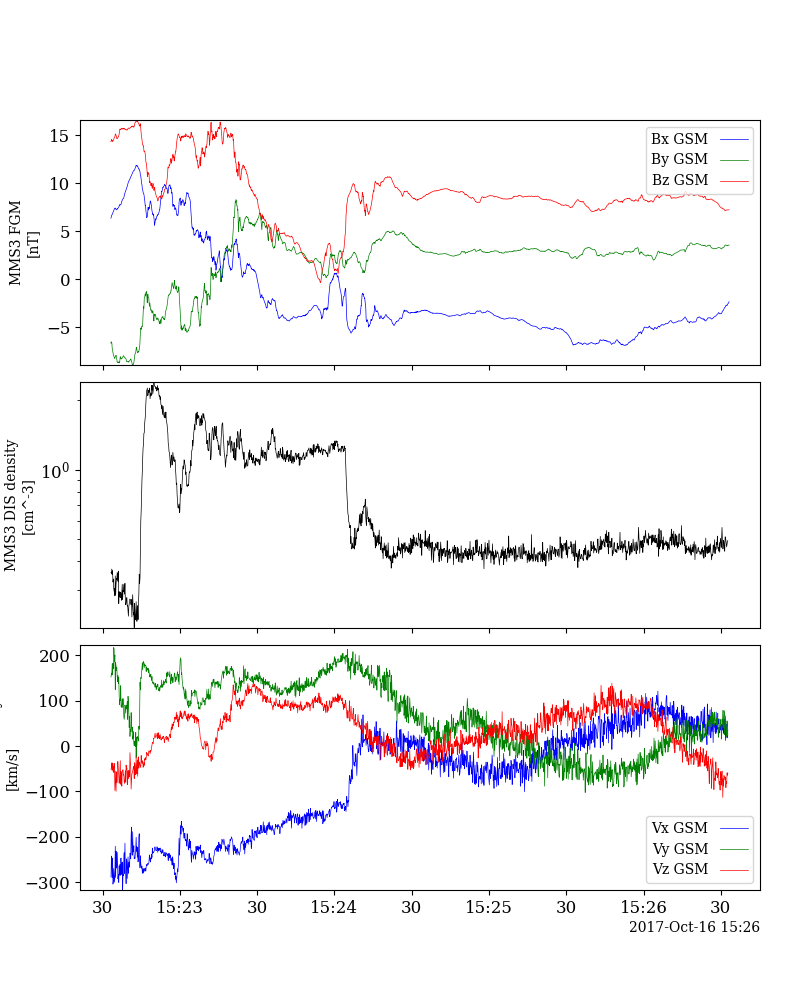 MMS3 FGM
[nT]
15
10
5
0
−5
Bx GSM
By GSM
Bz GSM
MMS3 DIS density
[cm^-3]
10^0
[km/s]
200
100
0
−100
−200
−300
Vx GSM
Vy GSM
Vz GSM
30 15:23 30 15:24 30 15:25 30 15:26 30
2017-Oct-16 15:26